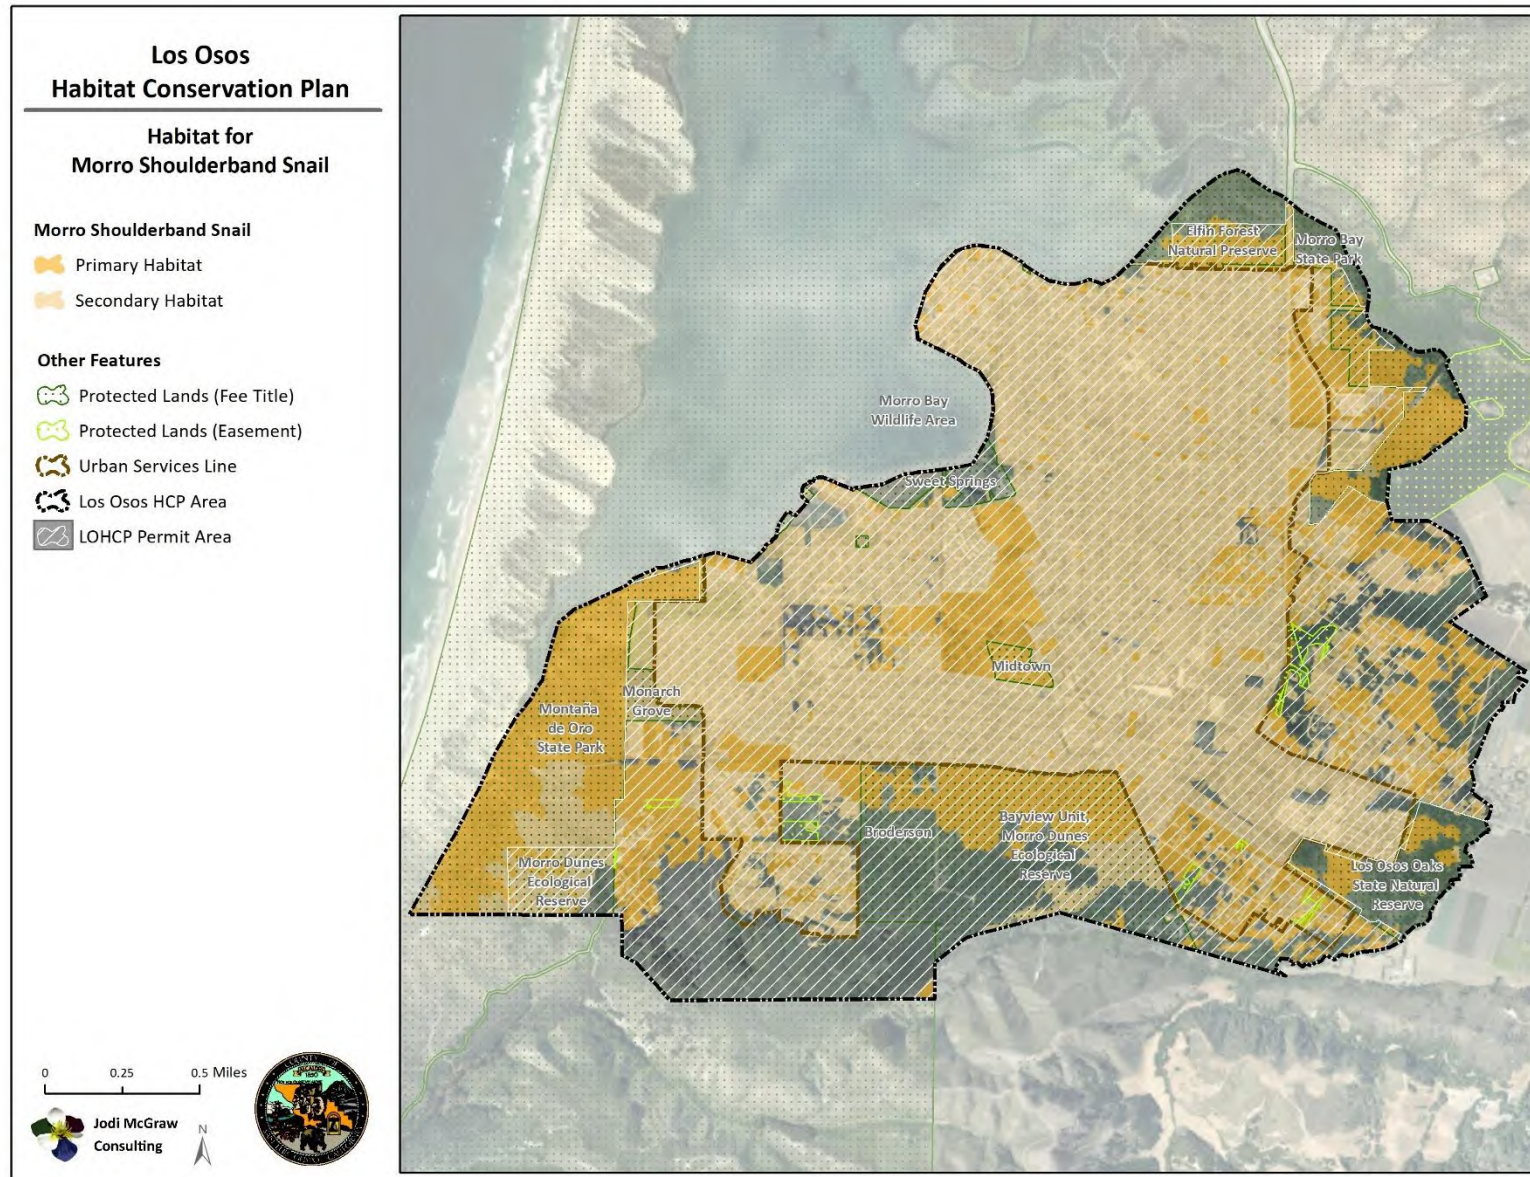 Los Osos
Habitat Conservation Plan
Habitat for
Morro Shoulderband Snail
Morro Shoulderband Snail
Primary Habitat
Secondary Habitat
Other Features
Protected Lands (Fee Title)
Protected Lands (Easement)
Urban Services Line
Los Osos HCP Area
LOHCP Permit Area
0 0.25 0.5 Miles
Jodi McGraw
Consulting
N
Elfin Forest
Natural Preserve
Morro Bay
State Park
Morro Bay
Wildlife Area
Sweet Springs
Midtown
Monarch
Grove
Montaña
de Oro
State Park
Morro Dunes
Ecological
Reserve
Broderson
Bayview Unit,
Morro Dunes
Ecological
Reserve
Los Osos Oaks
State Natural
Reserve